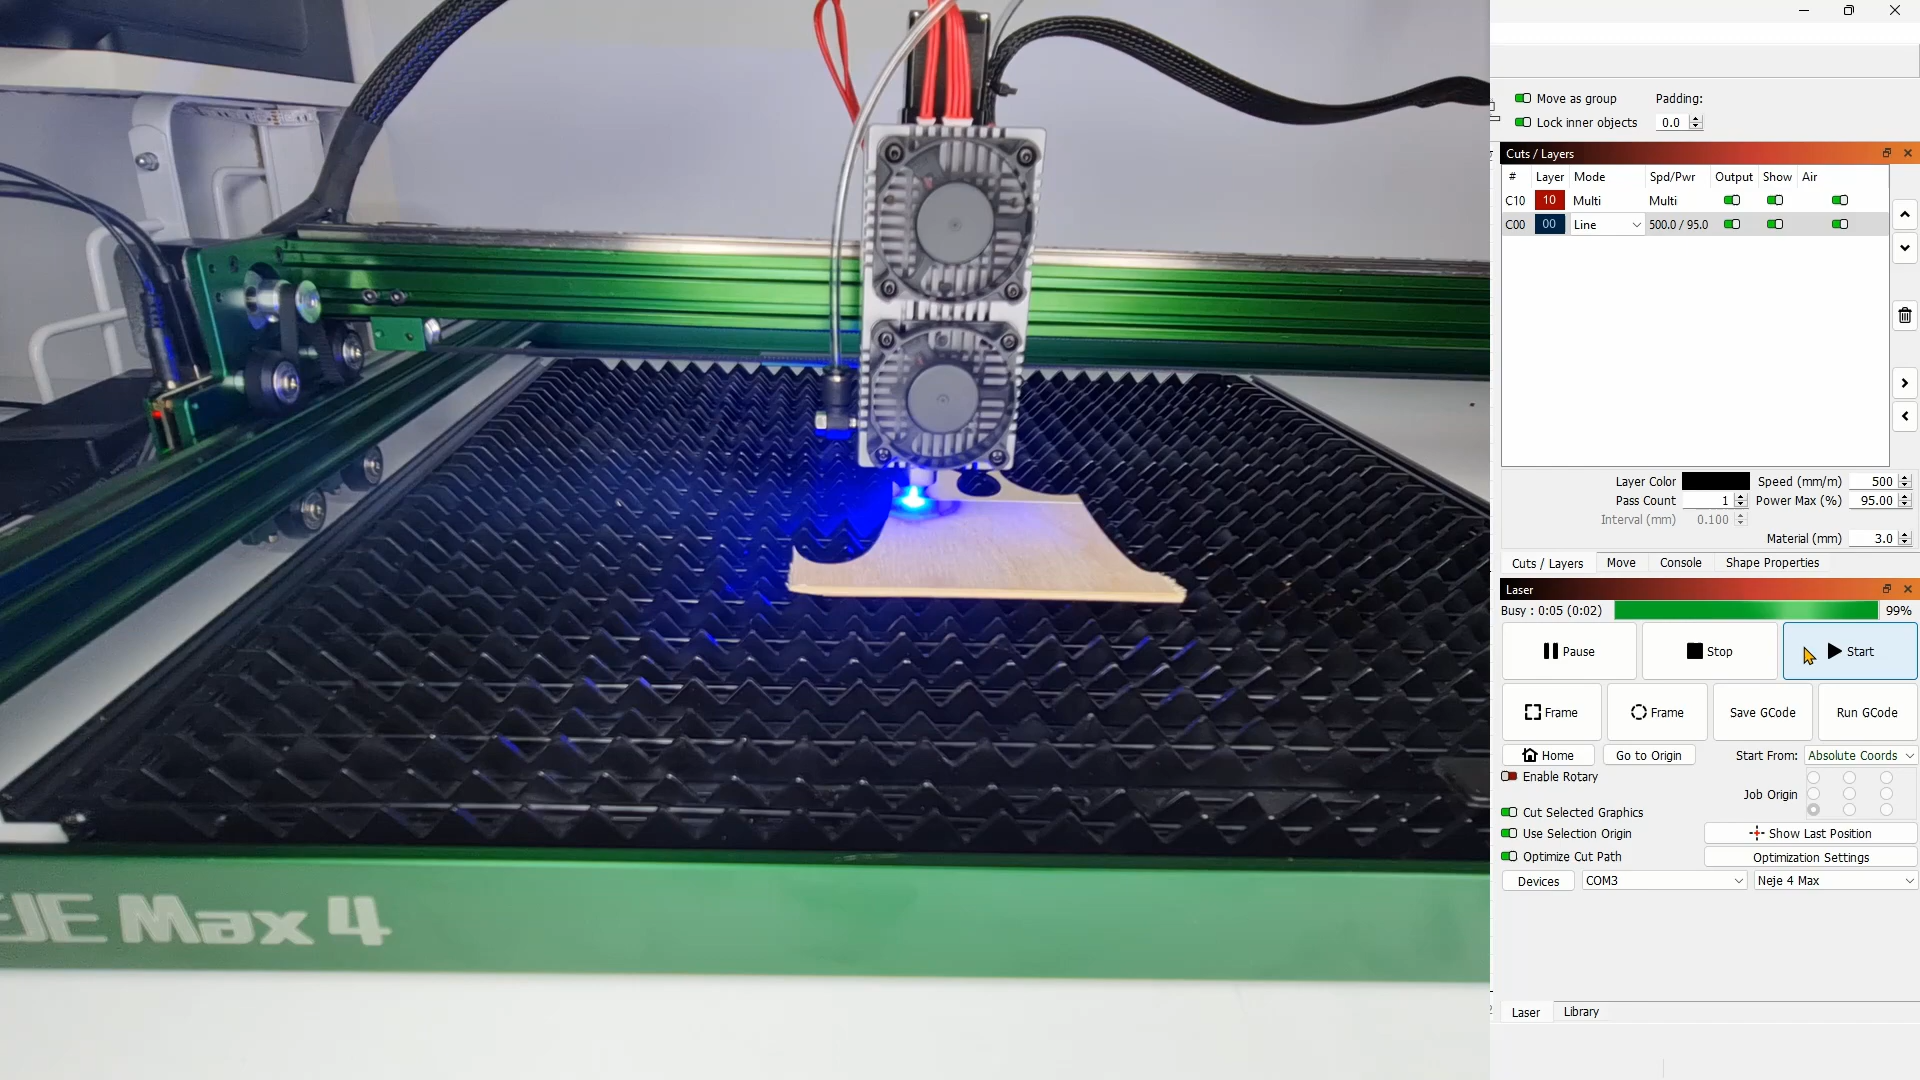 Move as group
Padding:
Lock inner objects
0.0
Cuts / Layers
# Layer Mode Spd/Pwr Output Show Air
C10 10 Multi Multi
C00 00 Line 500.0 / 95.0
Layer Color Speed (mm/m) 500
Pass Count 1 Power Max (%) 95.00
Interval (mm) 0.100
Material (mm) 3.0
Cuts / Layers Move Console Shape Properties
Laser
Busy : 0:05 (0:02) 99%
Pause Stop Start
Frame Frame Save GCode Run GCode
Home Go to Origin Start From: Absolute Coords
Enable Rotary
Job Origin
Cut Selected Graphics
Use Selection Origin Show Last Position
Optimize Cut Path Optimization Settings
Devices COM3 Neje 4 Max
Laser Library
EJE Max 4